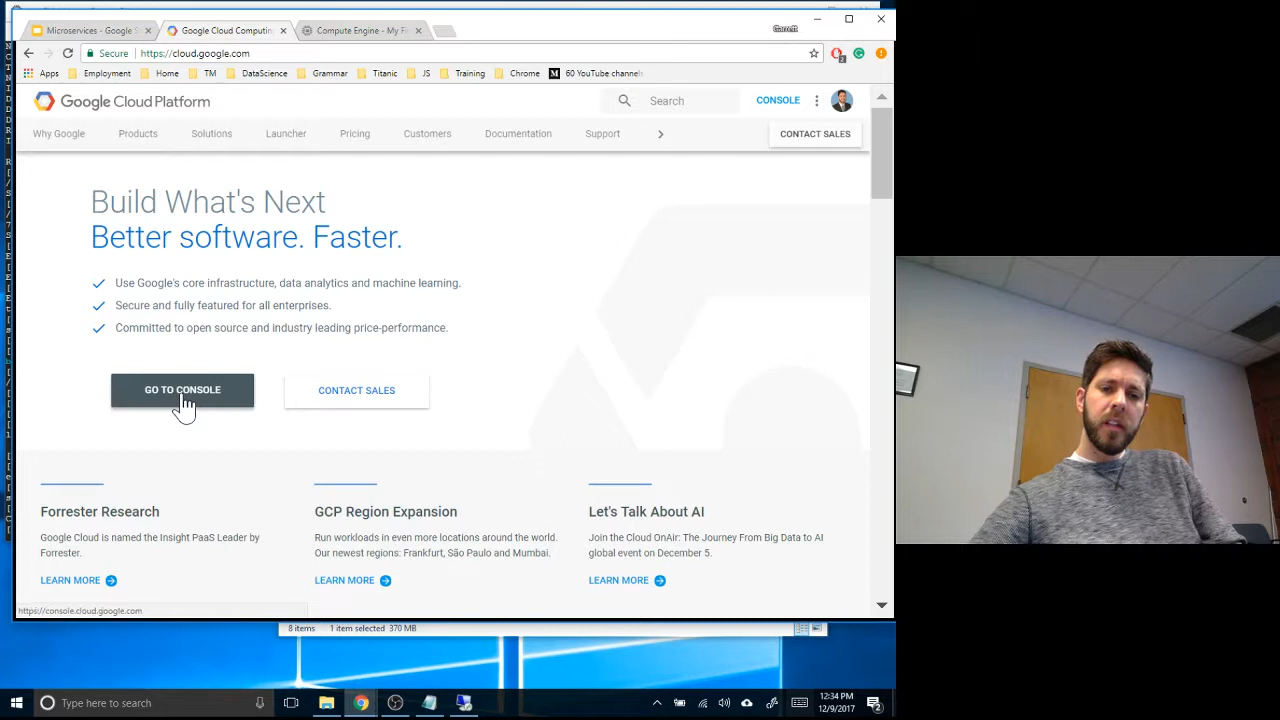 Microservices - Google S
Google Cloud Computin
Compute Engine - My Fi
Garrett
Secure
https://cloud.google.com
Apps
Employment
Home
TM
DataScience
Grammar
Titanic
JS
Training
Chrome
M
60 YouTube channel
2
Google Cloud Platform
Search
CONSOLE
Why Google
Products
Solutions
Launcher
Pricing
Customers
Documentation
Support
CONTACT SALES
Build What's Next
Better software. Faster.
Use Google's core infrastructure, data analytics and machine learning.
Secure and fully featured for all enterprises.
Committed to open source and industry leading price-performance.
GO TO CONSOLE
CONTACT SALES
Forrester Research
Google Cloud is named the Insight PaaS Leader by
Forrester.
LEARN MORE
GCP Region Expansion
Run workloads in even more locations around the world.
Our newest regions: Frankfurt, São Paulo and Mumbai.
LEARN MORE
Let's Talk About AI
Join the Cloud OnAir: The Journey From Big Data to AI
global event on December 5.
LEARN MORE
https://console.cloud.google.com
8 items 1 item selected 370 MB
Type here to search
12:34 PM
12/9/2017
2